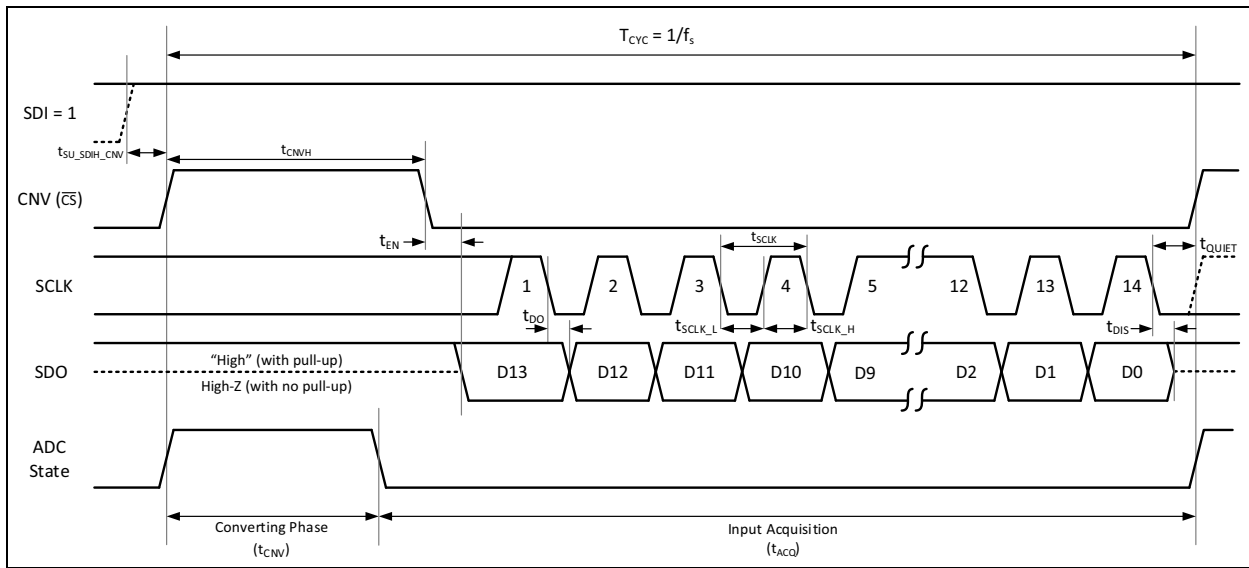 T_CYC = 1/f_s
SDI = 1
t_SU_SDIH_CNV
t_CNVH
CNV (C̅S̅)
t_EN
t_SCLK
t_QUIET
SCLK
1 2 3 4 5 12 13 14
t_DO
t_SCLK_L
t_SCLK_H
t_DIS
SDO
“High” (with pull-up)
High-Z (with no pull-up)
D13 D12 D11 D10 D9 D2 D1 D0
ADC
State
Converting Phase
(t_CNV)
Input Acquisition
(t_ACQ)